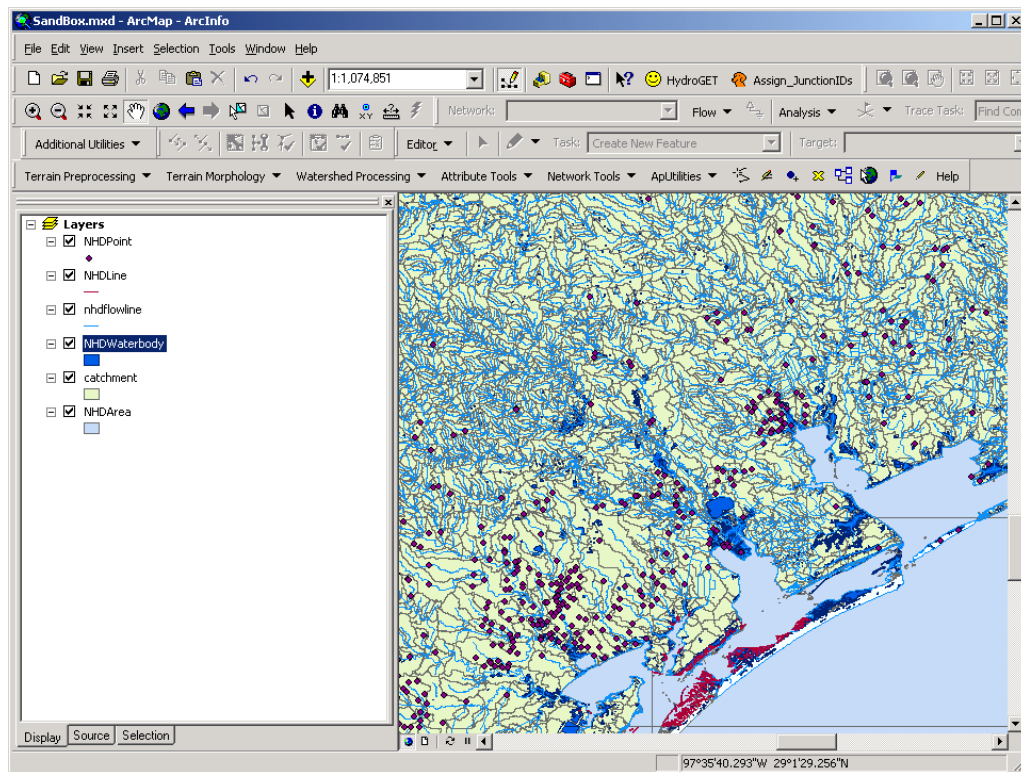 SandBox.mxd - ArcMap - ArcInfo
File Edit View Insert Selection Tools Window Help
1:1,074,851 HydroGET Assign_JunctionIDs
Network: Flow Analysis Trace Task: Find Com
Additional Utilities Editor Task: Create New Feature Target:
Terrain Preprocessing Terrain Morphology Watershed Processing Attribute Tools Network Tools ApUtilities Help
Layers
NHDPoint
NHDLine
nhdflowline
NHDWaterbody
catchment
NHDArea
Display Source Selection
97°35'40.293"W 29°1'29.256"N